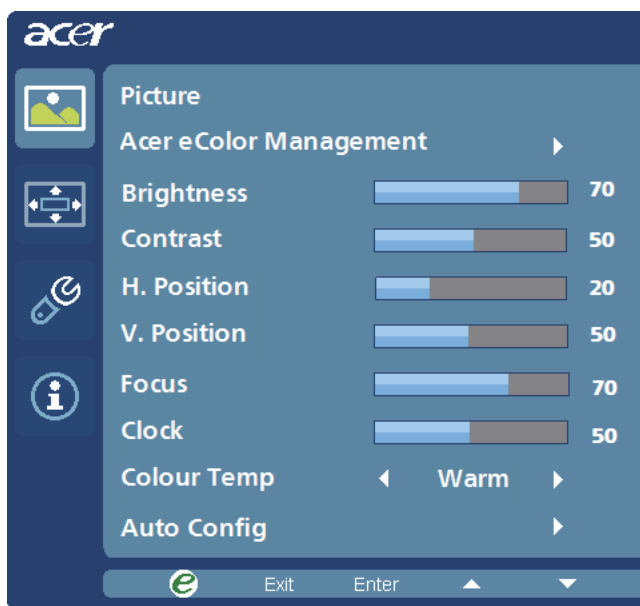 acer
Picture
Acer eColor Management
Brightness 70
Contrast 50
H. Position 20
V. Position 50
Focus 70
Clock 50
Colour Temp Warm
Auto Config
e Exit Enter